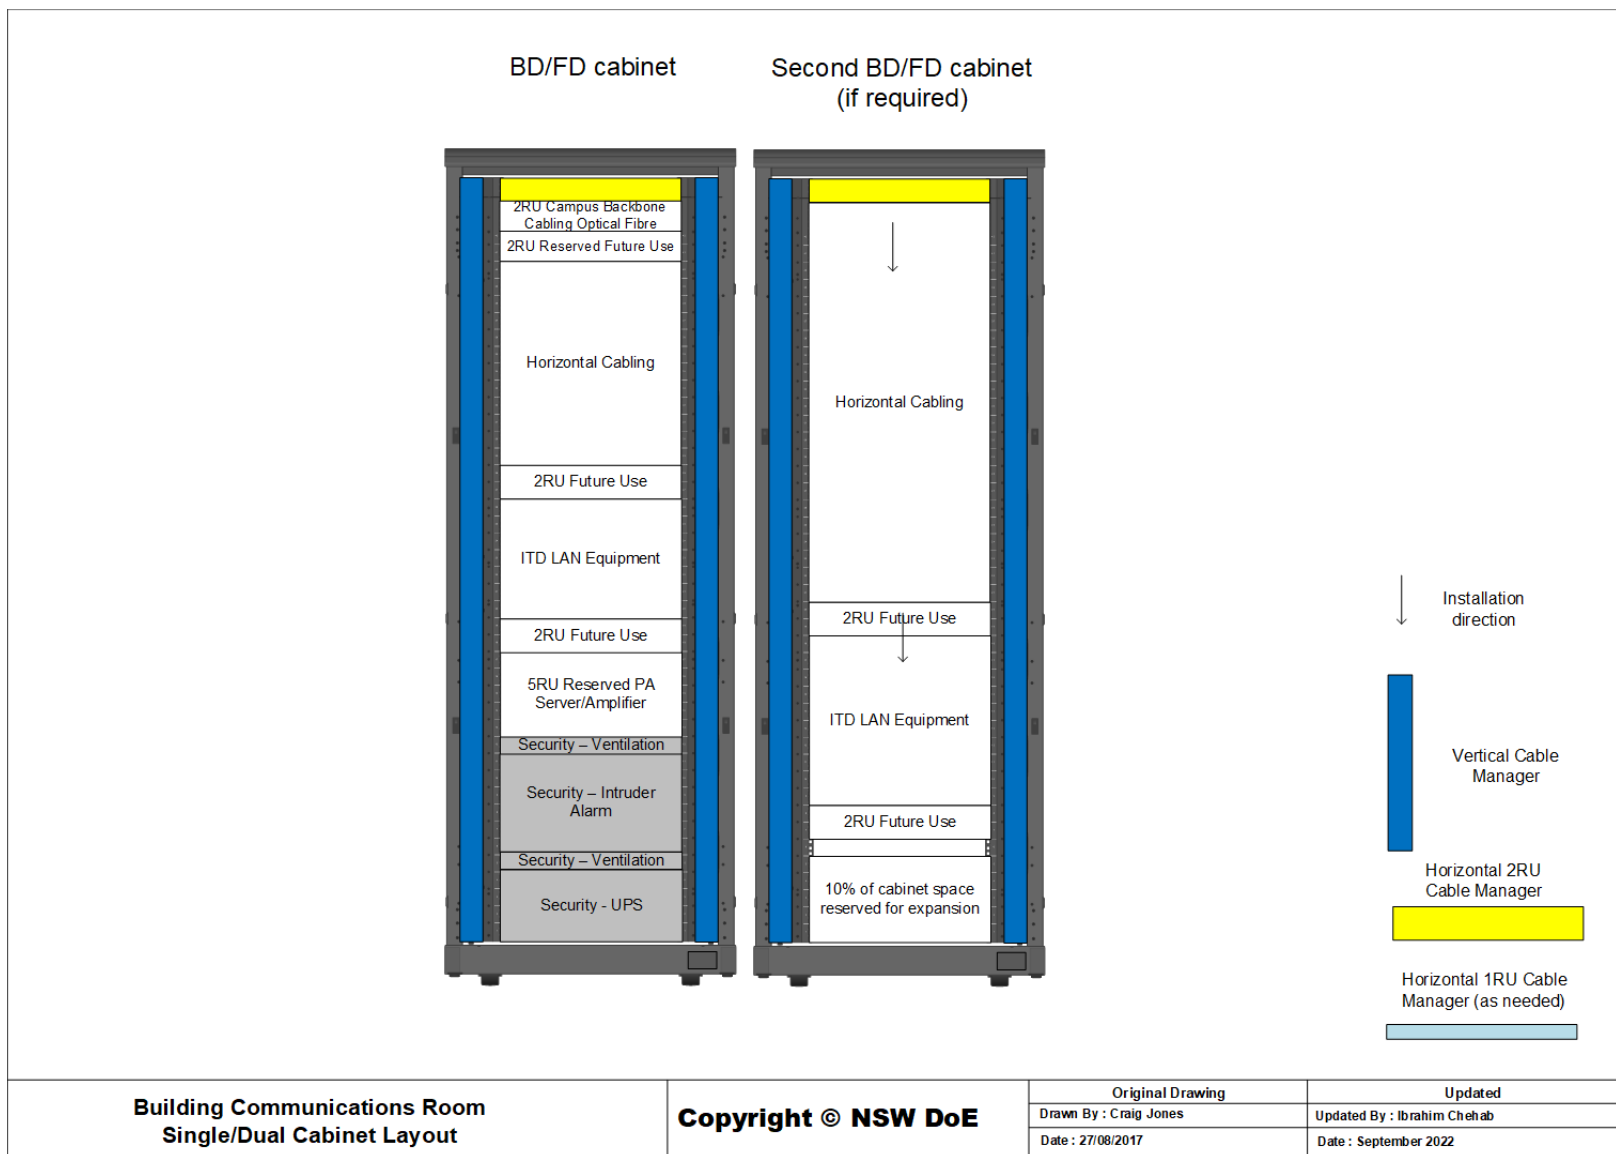 BD/FD cabinet
Second BD/FD cabinet
(if required)
2RU Campus Backbone
Cabling Optical Fibre
2RU Reserved Future Use
Horizontal Cabling
2RU Future Use
ITD LAN Equipment
2RU Future Use
5RU Reserved PA
Server/Amplifier
Security – Ventilation
Security – Intruder
Alarm
Security – Ventilation
Security - UPS
Horizontal Cabling
2RU Future Use
ITD LAN Equipment
2RU Future Use
10% of cabinet space
reserved for expansion
Installation
direction
Vertical Cable
Manager
Horizontal 2RU
Cable Manager
Horizontal 1RU Cable
Manager (as needed)
Building Communications Room
Single/Dual Cabinet Layout
Copyright © NSW DoE
Original Drawing
Drawn By : Craig Jones
Date : 27/08/2017
Updated
Updated By : Ibrahim Chehab
Date : September 2022